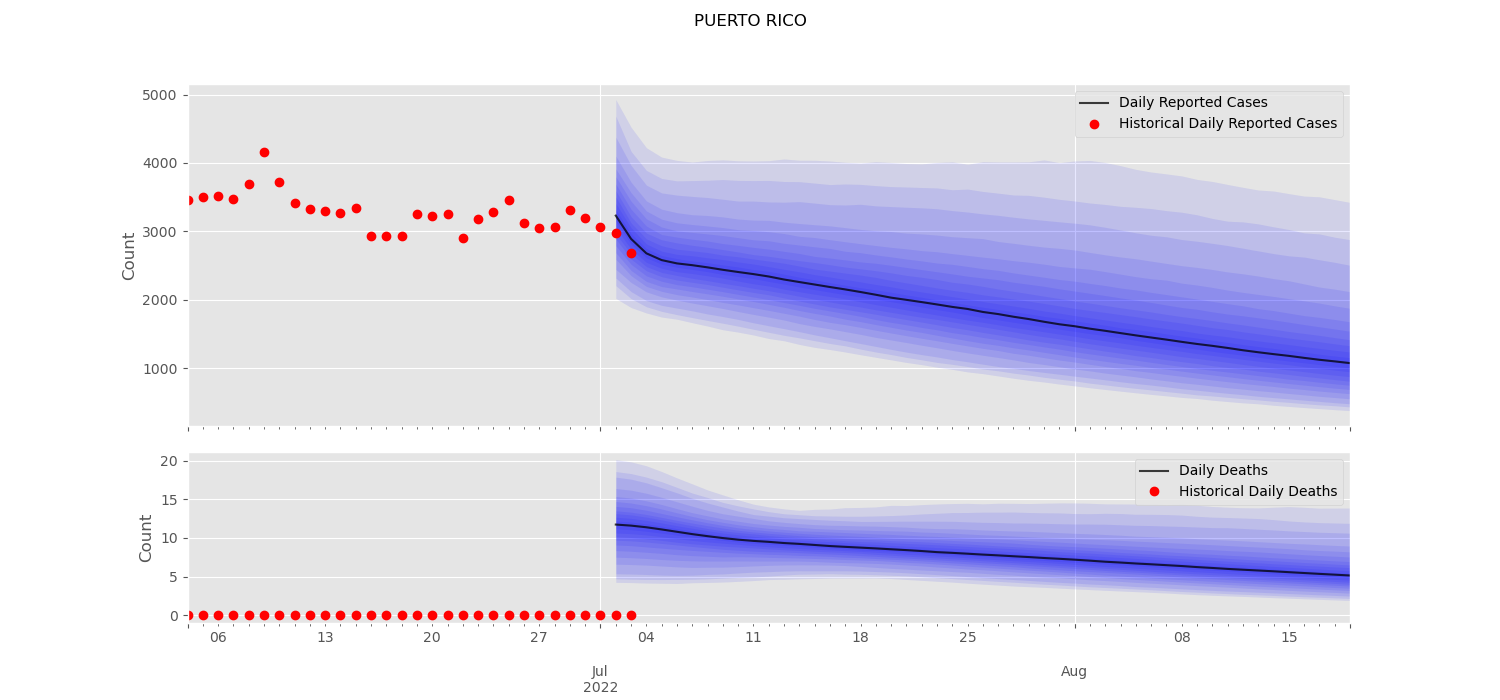 PUERTO RICO
5000
4000
3000
2000
1000
Count
Daily Reported Cases
Historical Daily Reported Cases
20
15
10
5
0
Count
Daily Deaths
Historical Daily Deaths
06 13 20 27 04 11 18 25 08 15
Jul Aug
2022